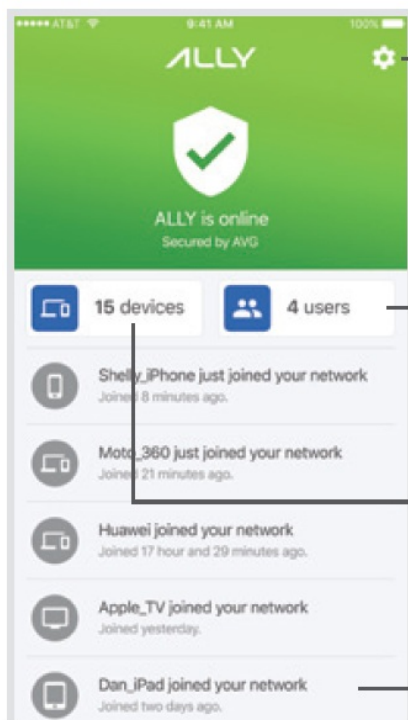 AT&T 9:41 AM 100%
ALLY
ALLY is online
Secured by AVG
15 devices 4 users
Shelly_iPhone just joined your network
Joined 8 minutes ago.
Moto_360 just joined your network
Joined 21 minutes ago.
Huawei joined your network
Joined 17 hour and 29 minutes ago.
Apple_TV joined your network
Joined yesterday.
Dan_iPad joined your network
Joined two days ago.